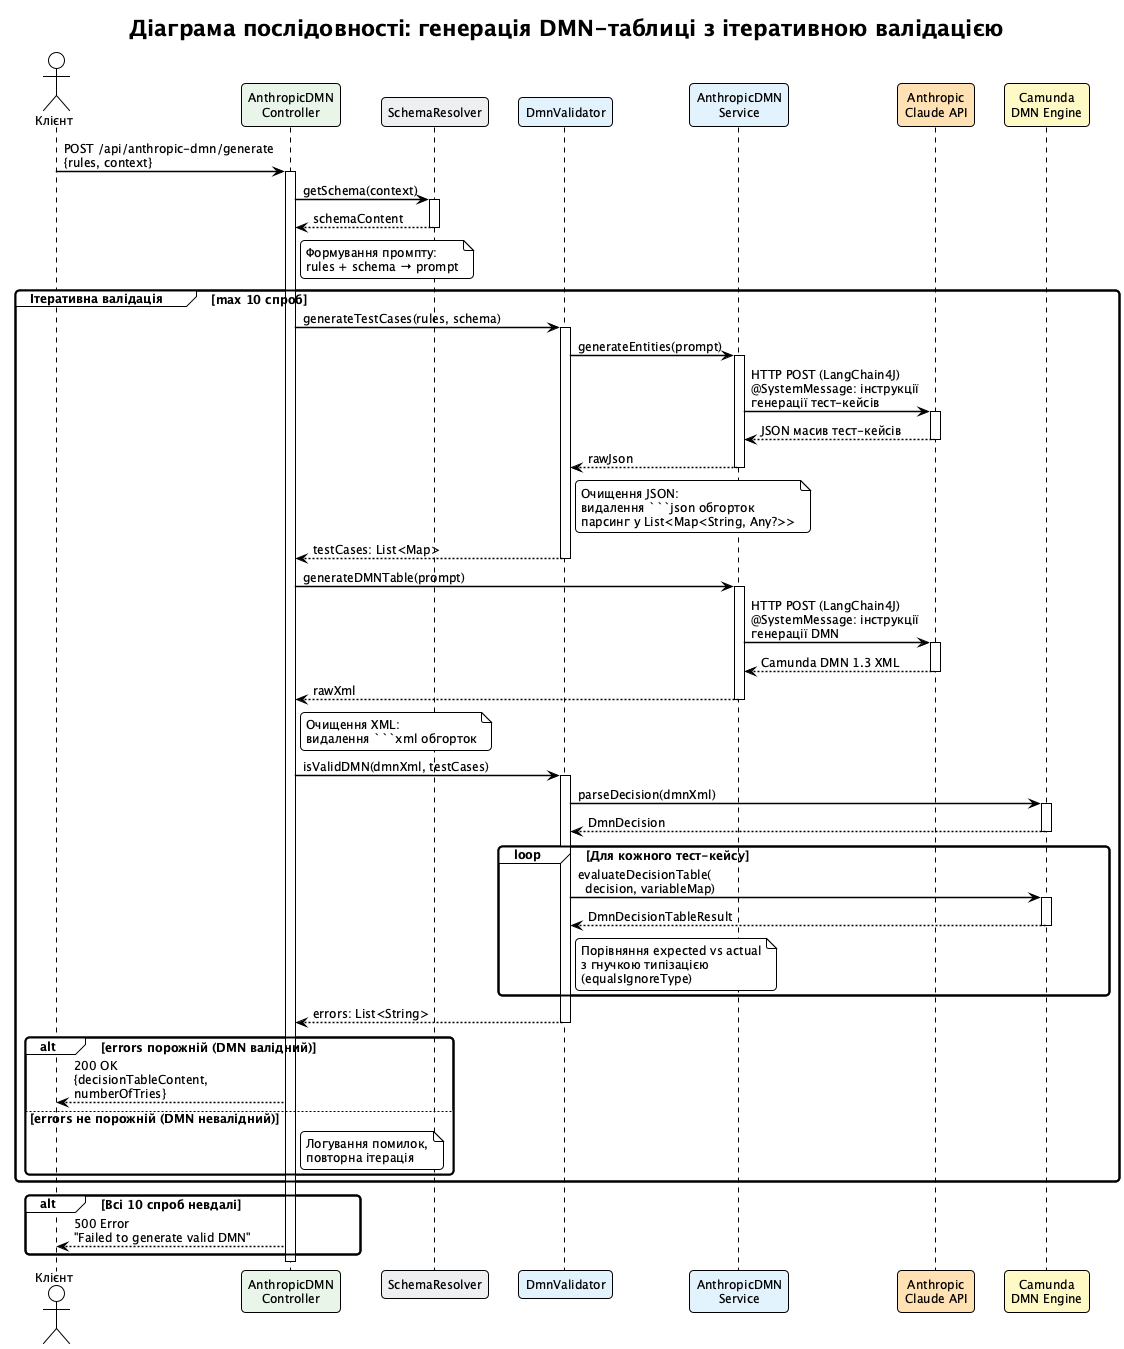 Діаграма послідовності: генерація DMN-таблиці з ітеративною валідацією
Клієнт
AnthropicDMN
Controller
SchemaResolver
DmnValidator
AnthropicDMN
Service
Anthropic
Claude API
Camunda
DMN Engine
POST /api/anthropic-dmn/generate
{rules, context}
getSchema(context)
schemaContent
Формування промпту:
rules + schema → prompt
Ітеративна валідація
[max 10 спроб]
generateTestCases(rules, schema)
generateEntities(prompt)
HTTP POST (LangChain4J)
@SystemMessage: інструкції
генерації тест-кейсів
JSON масив тест-кейсів
rawJson
Очищення JSON:
видалення ```json обгорток
парсинг у List<Map<String, Any?>>
testCases: List<Map>
generateDMNTable(prompt)
HTTP POST (LangChain4J)
@SystemMessage: інструкції
генерації DMN
Camunda DMN 1.3 XML
rawXml
Очищення XML:
видалення ```xml обгорток
isValidDMN(dmnXml, testCases)
parseDecision(dmnXml)
DmnDecision
loop
[Для кожного тест-кейсу]
evaluateDecisionTable(
decision, variableMap)
DmnDecisionTableResult
Порівняння expected vs actual
з гнучкою типізацією
(equalsIgnoreType)
errors: List<String>
alt
[errors порожній (DMN валідний)]
200 OK
{decisionTableContent,
numberOfTries}
[errors не порожній (DMN невалідний)]
Логування помилок,
повторна ітерація
alt
[Всі 10 спроб невдалі]
500 Error
"Failed to generate valid DMN"
Клієнт
AnthropicDMN
Controller
SchemaResolver
DmnValidator
AnthropicDMN
Service
Anthropic
Claude API
Camunda
DMN Engine